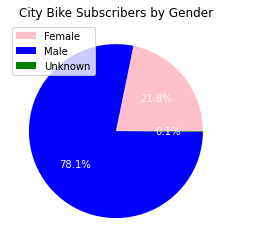 City Bike Subscribers by Gender
Female
Male
Unknown
21.8%
0.1%
78.1%